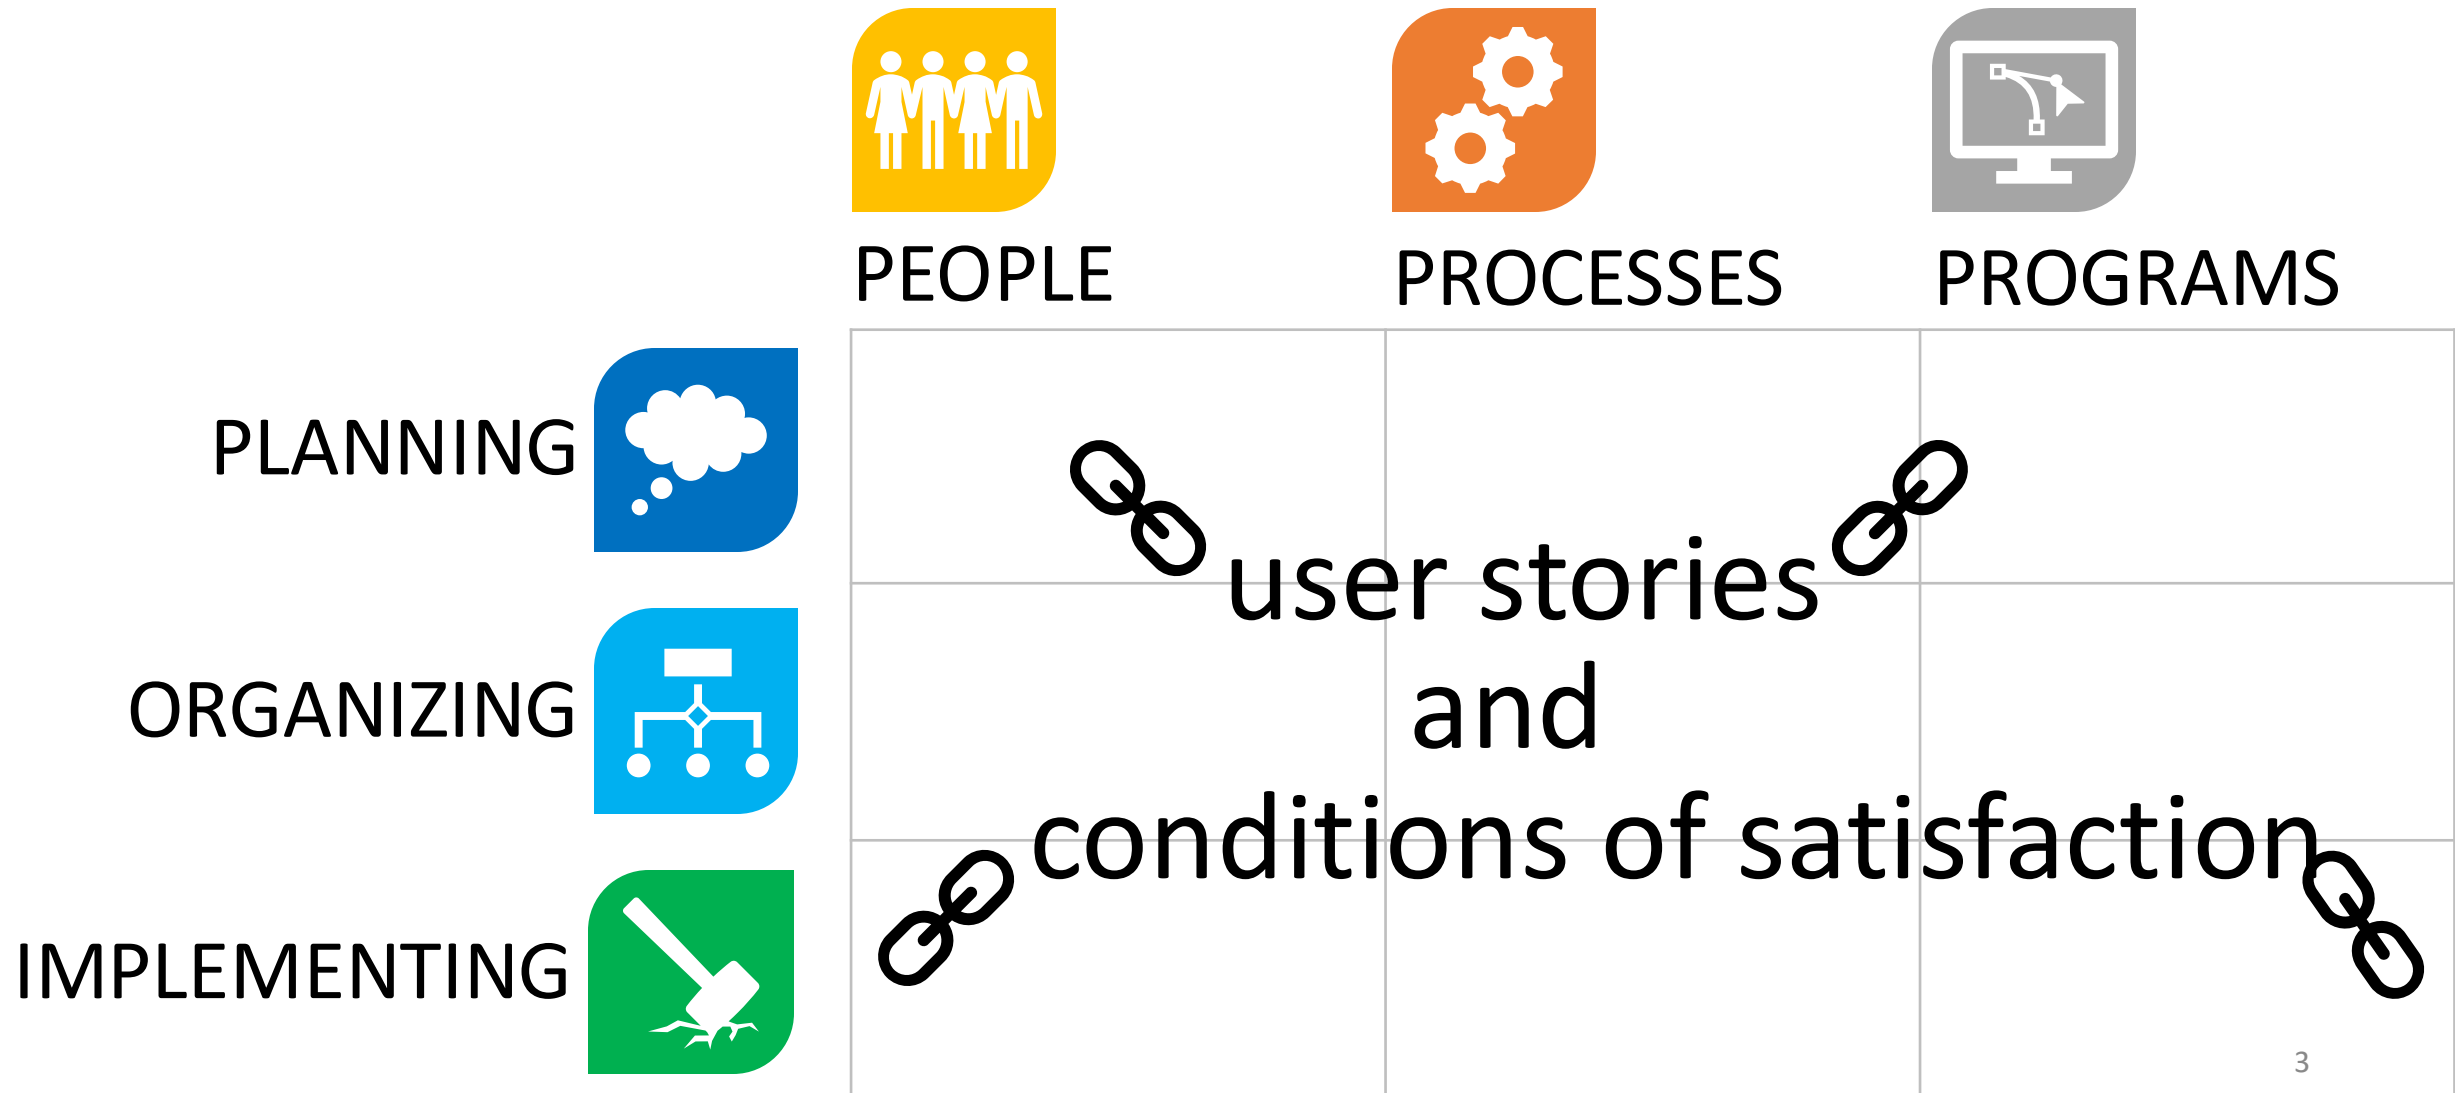 PEOPLE
PROCESSES
PROGRAMS
PLANNING
user stories
ORGANIZING
and
conditions of satisfaction
IMPLEMENTING
3